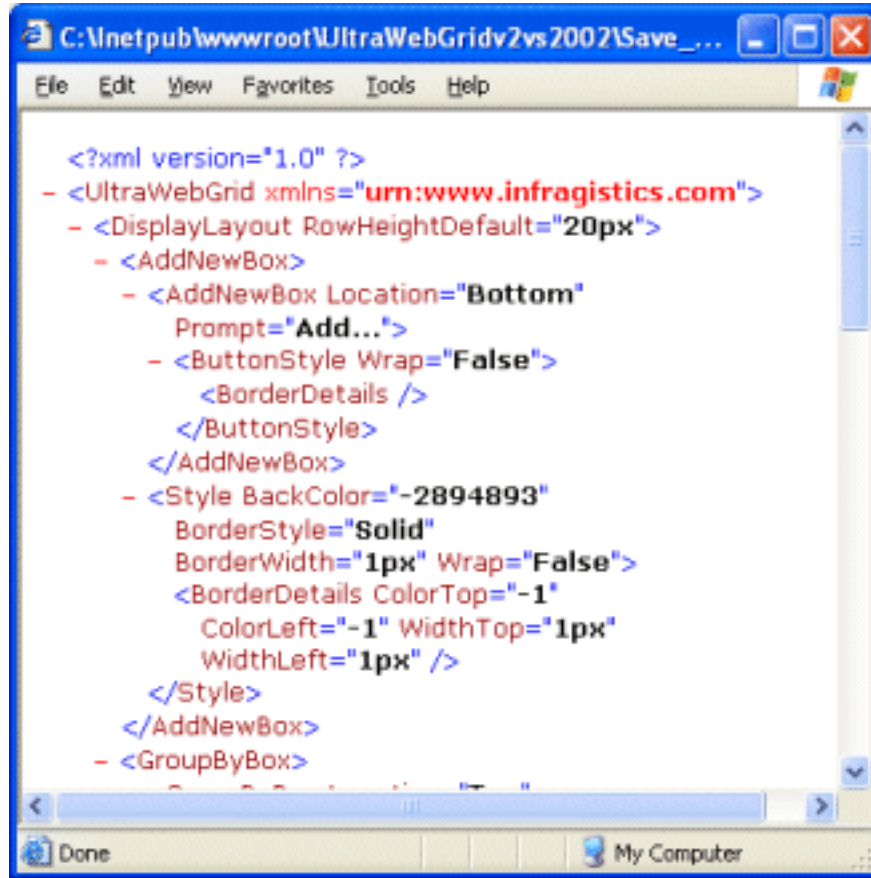 C:\Inetpub\wwwroot\UltraWebGridv2vs2002\Save_...
File Edit View Favorites Tools Help
<?xml version="1.0" ?>
- <UltraWebGrid xmlns="urn:www.infragistics.com">
- <DisplayLayout RowHeightDefault="20px">
- <AddNewBox>
- <AddNewBox Location="Bottom"
Prompt="Add...">
- <ButtonStyle Wrap="False">
<BorderDetails />
</ButtonStyle>
</AddNewBox>
- <Style BackColor="-2894893"
BorderStyle="Solid"
BorderWidth="1px" Wrap="False">
<BorderDetails ColorTop="-1"
ColorLeft="-1" WidthTop="1px"
WidthLeft="1px" />
</Style>
</AddNewBox>
- <GroupByBox>
Done My Computer